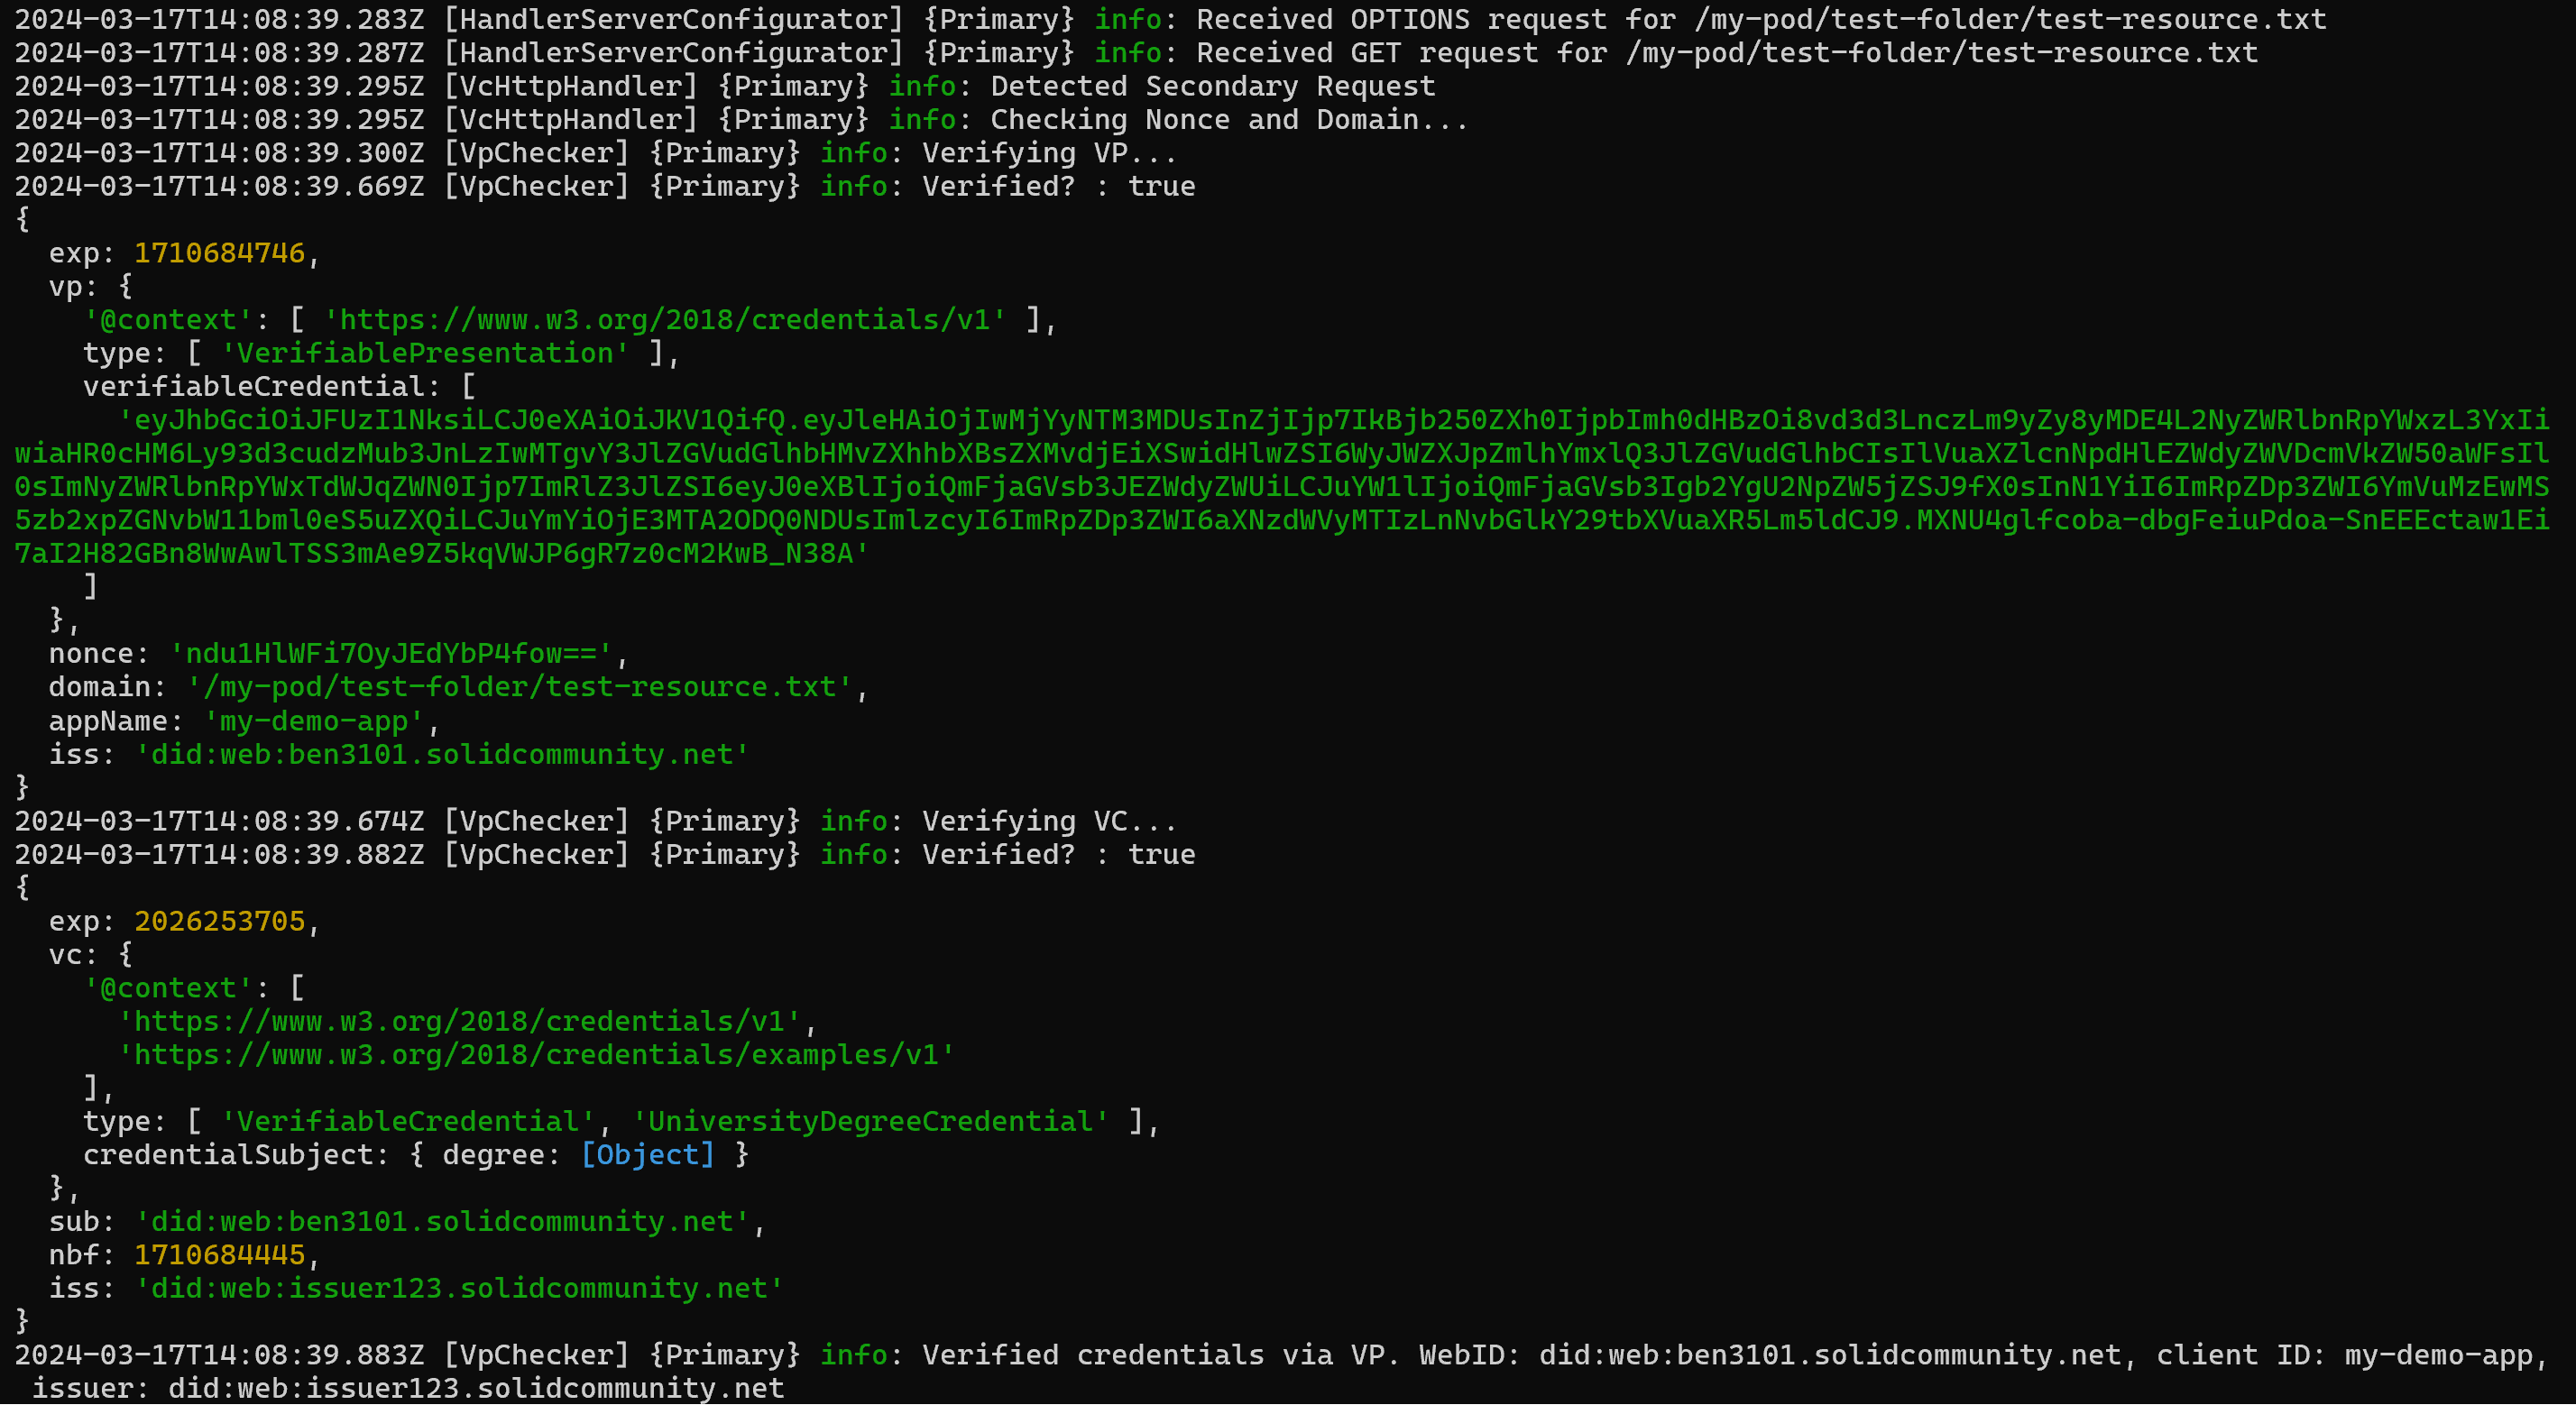 2024-03-17T14:08:39.283Z [HandlerServerConfigurator] {Primary} info: Received OPTIONS request for /my-pod/test-folder/test-resource.txt
2024-03-17T14:08:39.287Z [HandlerServerConfigurator] {Primary} info: Received GET request for /my-pod/test-folder/test-resource.txt
2024-03-17T14:08:39.295Z [VcHttpHandler] {Primary} info: Detected Secondary Request
2024-03-17T14:08:39.295Z [VcHttpHandler] {Primary} info: Checking Nonce and Domain...
2024-03-17T14:08:39.300Z [VpChecker] {Primary} info: Verifying VP...
2024-03-17T14:08:39.669Z [VpChecker] {Primary} info: Verified? : true
{
  exp: 1710684746,
  vp: {
    '@context': [ 'https://www.w3.org/2018/credentials/v1' ],
    type: [ 'VerifiablePresentation' ],
    verifiableCredential: [
      'eyJhbGciOiJFUzI1NksiLCJ0eXAiOiJKV1QifQ.eyJleHAiOjIwMjYyNTM3MDUsInZjIjp7IkBjb250ZXh0IjpbImh0dHBzOi8vd3d3LnczLm9yZy8yMDE4L2NyZWRlbnRpYWxzL3YxIi
wiaHR0cHM6Ly93d3cudzMub3JnLzIwMTgvY3JlZGVudGlhbHMvZXhhbXBsZXMvdjEiXSwidHlwZSI6WyJWZXJpZmlhYmxlQ3JlZGVudGlhbCIsIlVuaXZlcnNpdHlEZWdyZWVDcmVkZW50aWFsIl
0sImNyZWRlbnRpYWxTdWJqZWN0Ijp7ImRlZ3JlZSI6eyJ0eXBlIjoiQmFjaGVsb3JEZWdyZWUiLCJuYW1lIjoiQmFjaGVsb3Igb2YgU2NpZW5jZSJ9fX0sInN1YiI6ImRpZDp3ZWI6YmVuMzEwMS
5zb2xpZGNvbW11bml0eS5uZXQiLCJuYmYiOjE3MTA2ODQ0NDUsImlzcyI6ImRpZDp3ZWI6aXNzdWVyMTIzLnNvbGlkY29tbXVuaXR5Lm5ldCJ9.MXNU4glfcoba-dbgFeiuPdoa-SnEEEctaw1Ei
7aI2H82GBn8WwAwlTSS3mAe9Z5kqVWJP6gR7z0cM2KwB_N38A'
    ]
  },
  nonce: 'ndu1HlWFi7OyJEdYbP4fow==',
  domain: '/my-pod/test-folder/test-resource.txt',
  appName: 'my-demo-app',
  iss: 'did:web:ben3101.solidcommunity.net'
}
2024-03-17T14:08:39.674Z [VpChecker] {Primary} info: Verifying VC...
2024-03-17T14:08:39.882Z [VpChecker] {Primary} info: Verified? : true
{
  exp: 2026253705,
  vc: {
    '@context': [
      'https://www.w3.org/2018/credentials/v1',
      'https://www.w3.org/2018/credentials/examples/v1'
    ],
    type: [ 'VerifiableCredential', 'UniversityDegreeCredential' ],
    credentialSubject: { degree: [Object] }
  },
  sub: 'did:web:ben3101.solidcommunity.net',
  nbf: 1710684445,
  iss: 'did:web:issuer123.solidcommunity.net'
}
2024-03-17T14:08:39.883Z [VpChecker] {Primary} info: Verified credentials via VP. WebID: did:web:ben3101.solidcommunity.net, client ID: my-demo-app,
 issuer: did:web:issuer123.solidcommunity.net